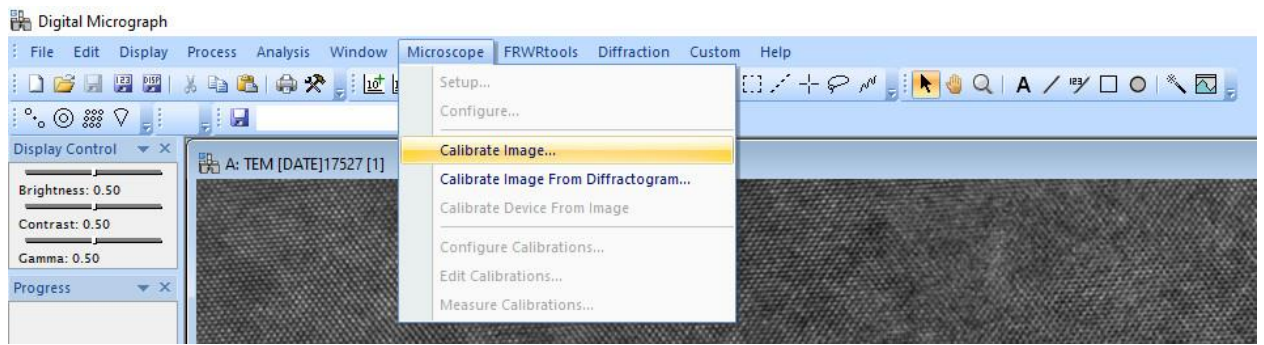 Digital Micrograph
File Edit Display Process Analysis Window Microscope FRWRtools Diffraction Custom Help
Setup...
Configure...
Calibrate Image...
Calibrate Image From Diffractogram...
Calibrate Device From Image
Configure Calibrations...
Edit Calibrations...
Measure Calibrations...
Display Control
Brightness: 0.50
Contrast: 0.50
Gamma: 0.50
Progress
A: TEM [DATE]17527 [1]